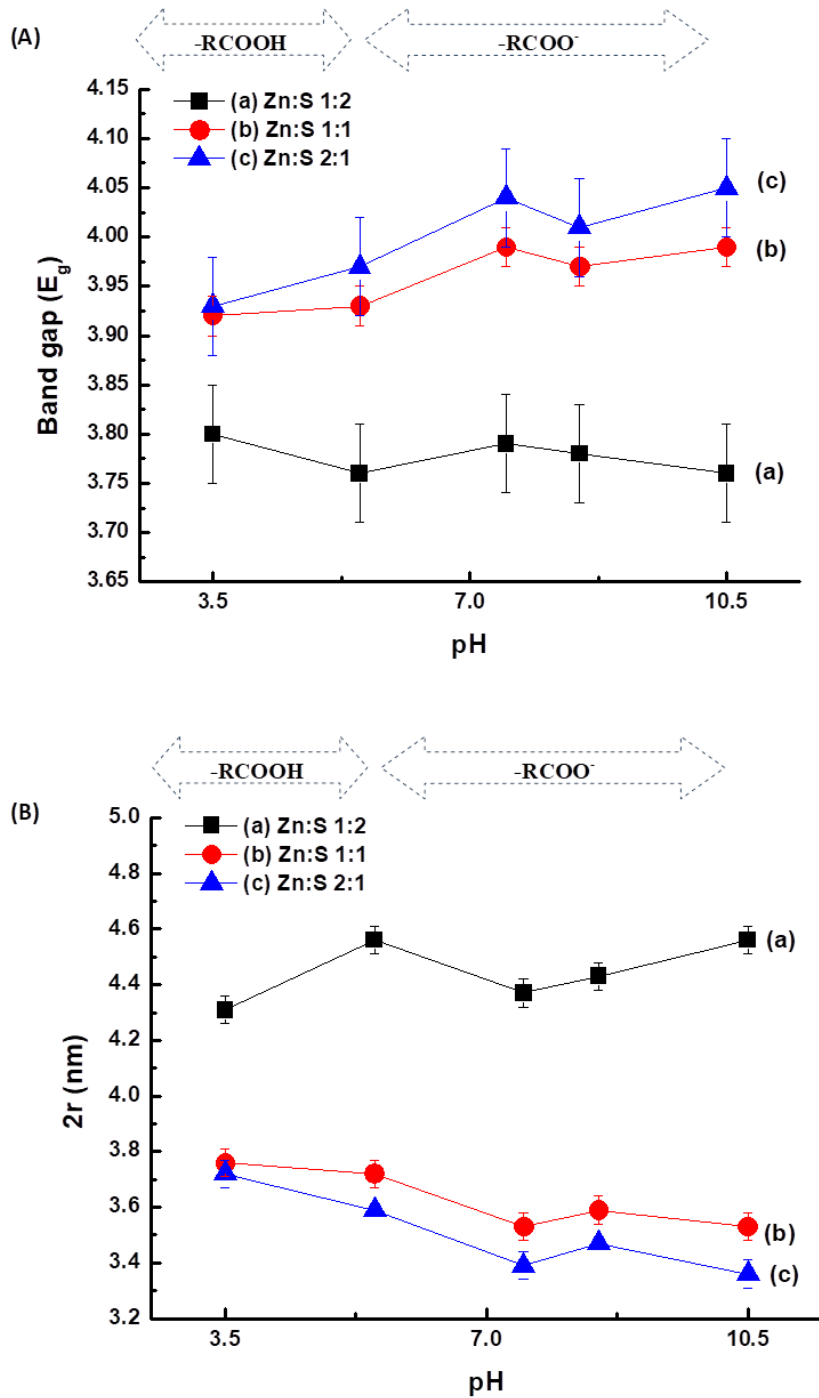 (A)
-RCOOH
-RCOO⁻
(a) Zn:S 1:2
(b) Zn:S 1:1
(c) Zn:S 2:1
4.15
4.10
4.05
4.00
3.95
3.90
3.85
3.80
3.75
3.70
3.65
Band gap (E_g)
(c)
(b)
(a)
3.5
7.0
10.5
pH
(B)
-RCOOH
-RCOO⁻
(a) Zn:S 1:2
(b) Zn:S 1:1
(c) Zn:S 2:1
5.0
4.8
4.6
4.4
4.2
4.0
3.8
3.6
3.4
3.2
2r (nm)
(a)
(b)
(c)
3.5
7.0
10.5
pH